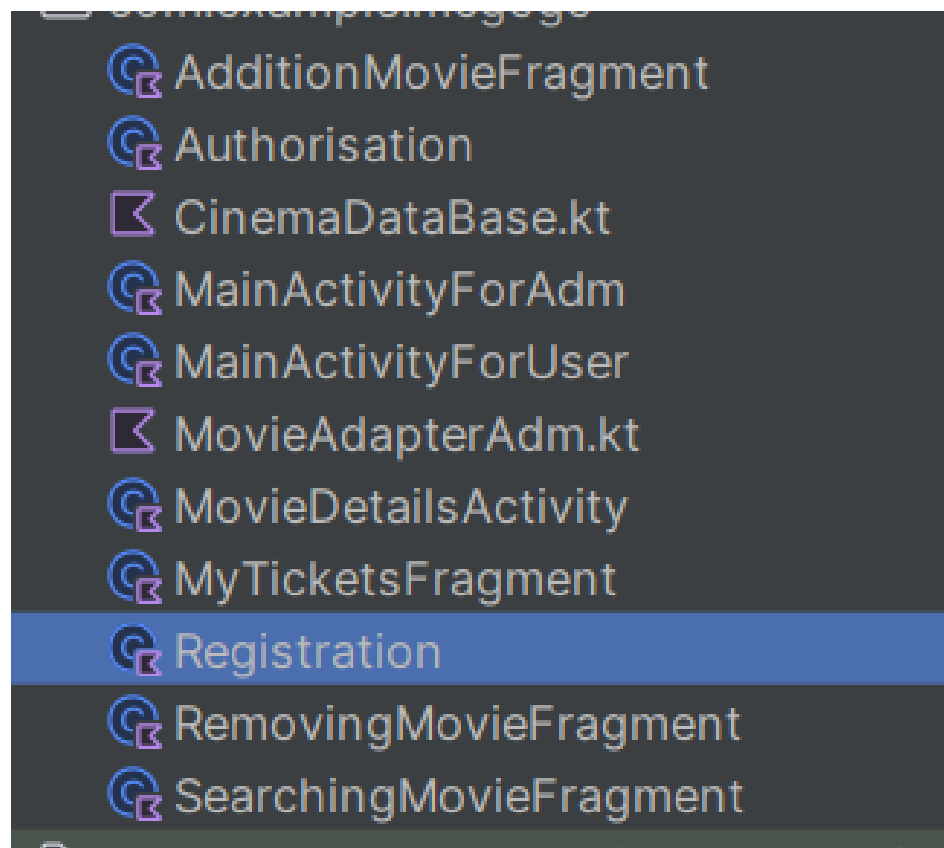 AdditionMovieFragment
Authorisation
CinemaDataBase.kt
MainActivityForAdm
MainActivityForUser
MovieAdapterAdm.kt
MovieDetailsActivity
MyTicketsFragment
Registration
RemovingMovieFragment
SearchingMovieFragment